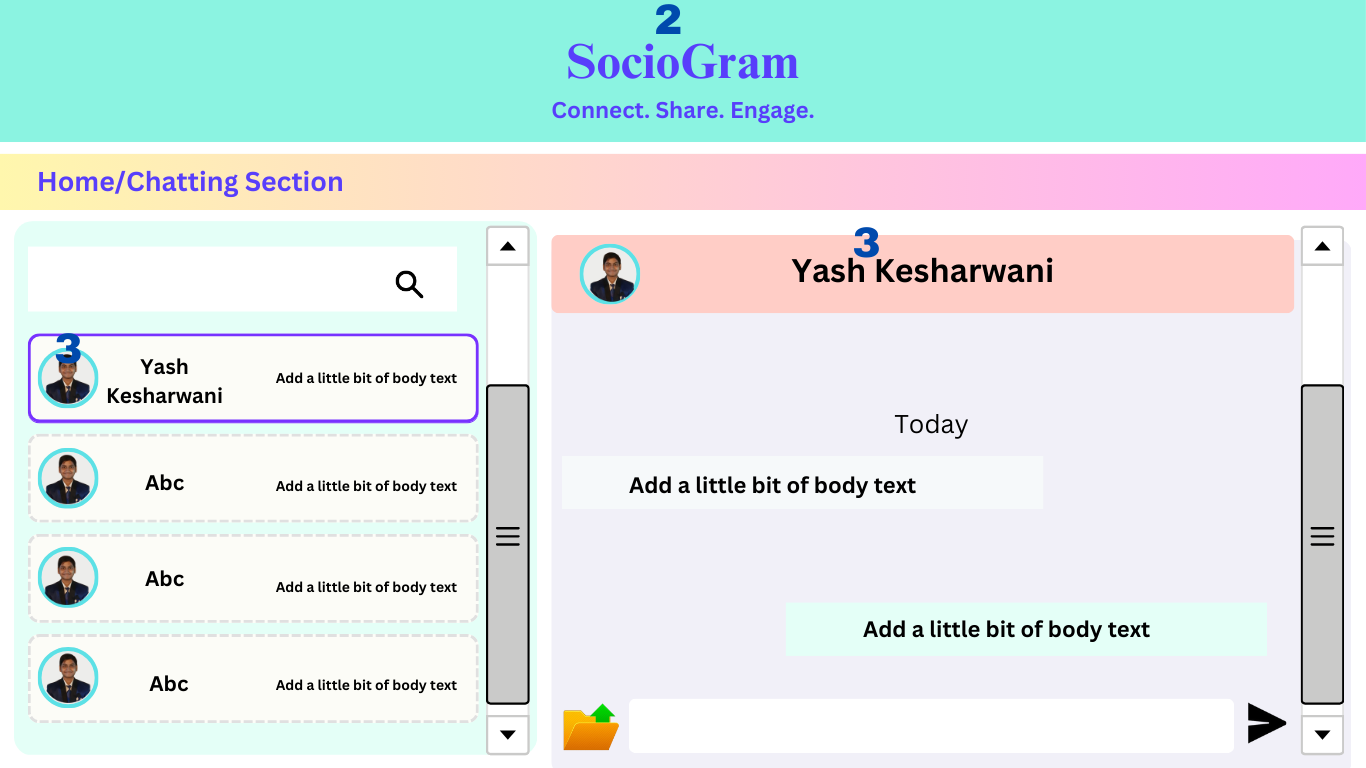 2
SocioGram
Connect. Share. Engage.
Home/Chatting Section
3
Yash
Kesharwani
Add a little bit of body text
Abc
Add a little bit of body text
Abc
Add a little bit of body text
Abc
Add a little bit of body text
3
Yash Kesharwani
Today
Add a little bit of body text
Add a little bit of body text